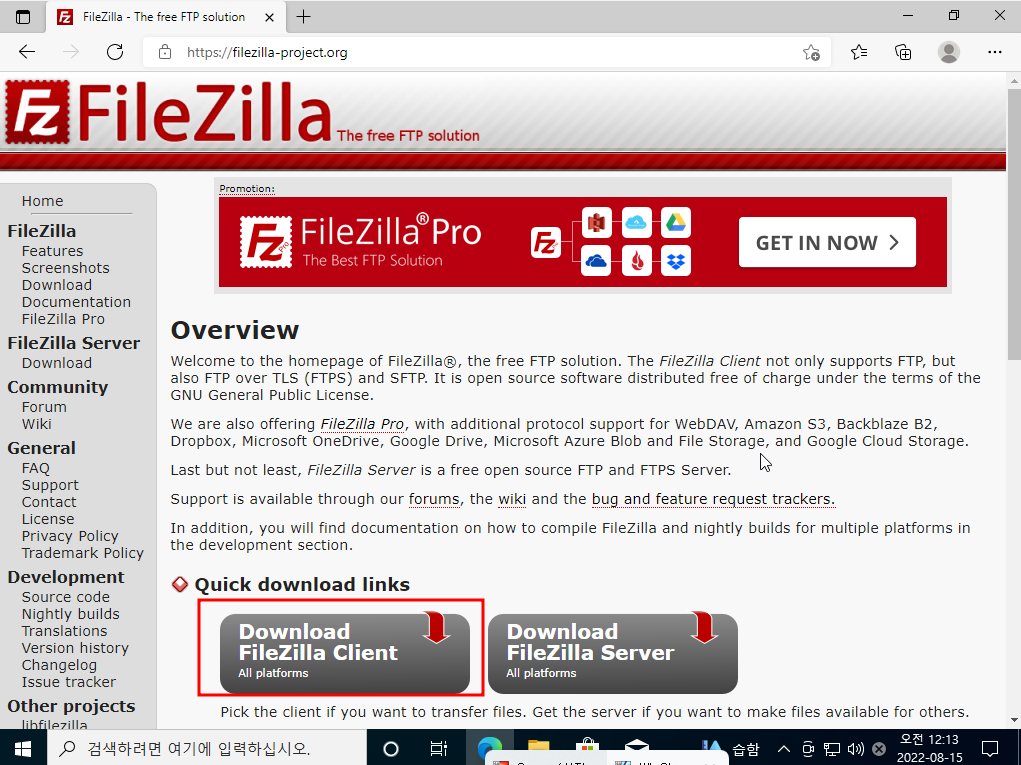 FileZilla - The free FTP solution
https://filezilla-project.org
FileZilla The free FTP solution
Home
FileZilla
Features
Screenshots
Download
Documentation
FileZilla Pro
FileZilla Server
Download
Community
Forum
Wiki
General
FAQ
Support
Contact
License
Privacy Policy
Trademark Policy
Development
Source code
Nightly builds
Translations
Version history
Changelog
Issue tracker
Other projects
libfilezilla
Promotion:
FileZilla® Pro
The Best FTP Solution
GET IN NOW
Overview
Welcome to the homepage of FileZilla®, the free FTP solution. The FileZilla Client not only supports FTP, but
also FTP over TLS (FTPS) and SFTP. It is open source software distributed free of charge under the terms of the
GNU General Public License.
We are also offering FileZilla Pro, with additional protocol support for WebDAV, Amazon S3, Backblaze B2,
Dropbox, Microsoft OneDrive, Google Drive, Microsoft Azure Blob and File Storage, and Google Cloud Storage.
Last but not least, FileZilla Server is a free open source FTP and FTPS Server.
Support is available through our forums, the wiki and the bug and feature request trackers.
In addition, you will find documentation on how to compile FileZilla and nightly builds for multiple platforms in
the development section.
Quick download links
Download
FileZilla Client
All platforms
Download
FileZilla Server
All platforms
Pick the client if you want to transfer files. Get the server if you want to make files available for others.
검색하려면 여기에 입력하십시오.
습함
오전 12:13
2022-08-15